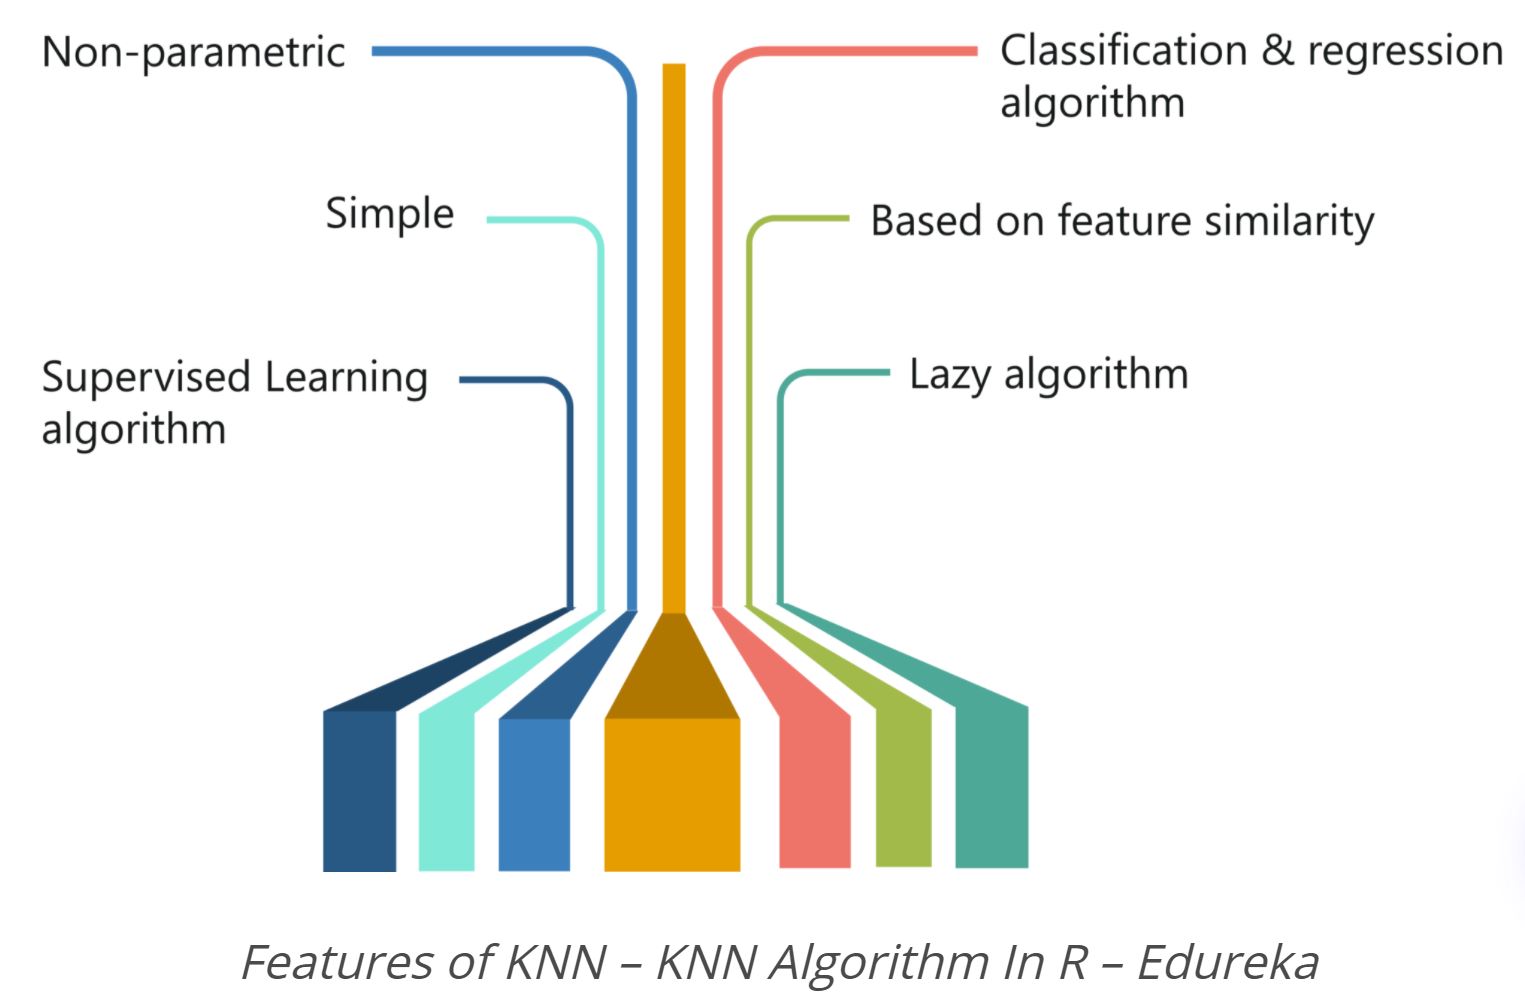 Non-parametric
Classification & regression
algorithm
Simple
Based on feature similarity
Supervised Learning
algorithm
Lazy algorithm
Features of KNN – KNN Algorithm In R – Edureka